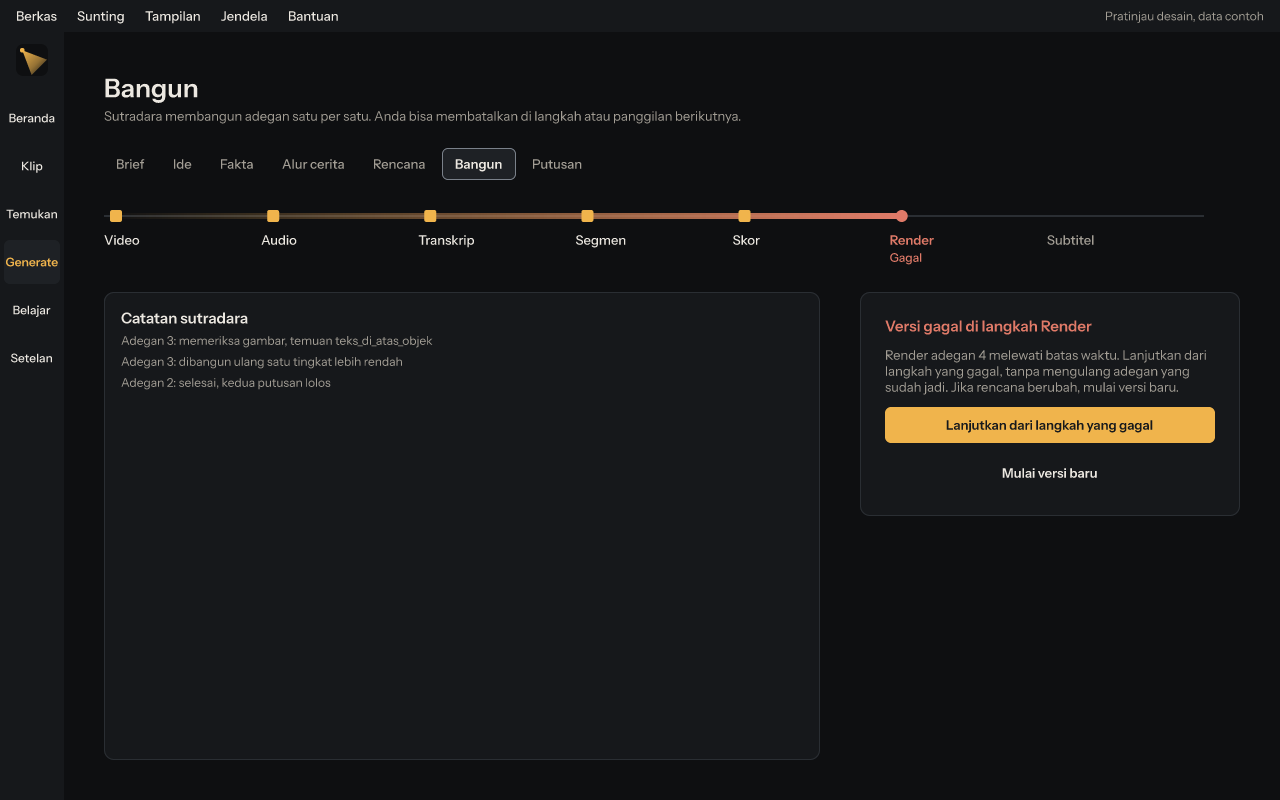 Berkas Sunting Tampilan Jendela Bantuan
Pratinjau desain, data contoh
Beranda
Klip
Temukan
Generate
Belajar
Setelan
Bangun
Sutradara membangun adegan satu per satu. Anda bisa membatalkan di langkah atau panggilan berikutnya.
Brief Ide Fakta Alur cerita Rencana Bangun Putusan
Video Audio Transkrip Segmen Skor Render Subtitel
Gagal
Catatan sutradara
Adegan 3: memeriksa gambar, temuan teks_di_atas_objek
Adegan 3: dibangun ulang satu tingkat lebih rendah
Adegan 2: selesai, kedua putusan lolos
Versi gagal di langkah Render
Render adegan 4 melewati batas waktu. Lanjutkan dari
langkah yang gagal, tanpa mengulang adegan yang
sudah jadi. Jika rencana berubah, mulai versi baru.
Lanjutkan dari langkah yang gagal
Mulai versi baru